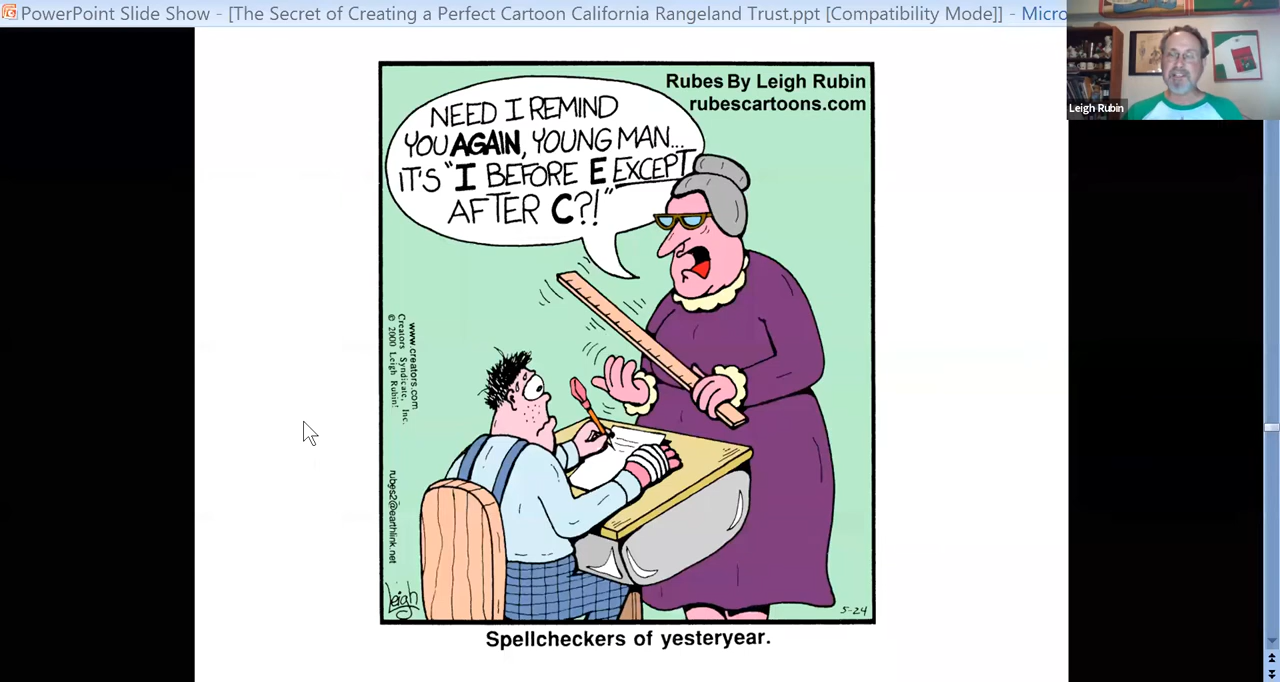 PowerPoint Slide Show - [The Secret of Creating a Perfect Cartoon California Rangeland Trust.ppt [Compatibility Mode]] - Micro
Leigh Rubin
Rubes By Leigh Rubin
rubescartoons.com
NEED I REMIND
YOU AGAIN, YOUNG MAN...
IT'S "I BEFORE E EXCEPT
AFTER C?!"
www.creators.com
Creators Syndicate, Inc.
© 2000 Leigh Rubin!
rubes2@earthlink.net
Leigh
5-24
Spellcheckers of yesteryear.